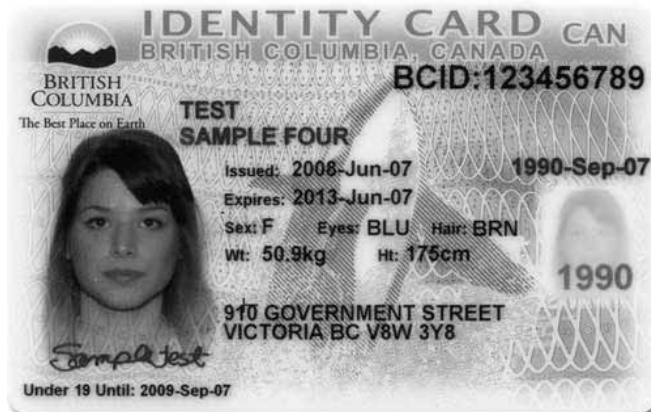 IDENTITY CARD CAN
BRITISH COLUMBIA, CANADA
BCID:123456789
BRITISH
COLUMBIA
The Best Place on Earth
TEST
SAMPLE FOUR
Issued: 2008-Jun-07
1990-Sep-07
Expires: 2013-Jun-07
Sex: F Eyes: BLU Hair: BRN
Wt: 50.9kg Ht: 175cm
1990
910 GOVERNMENT STREET
VICTORIA BC V8W 3Y8
Sample test
Under 19 Until: 2009-Sep-07